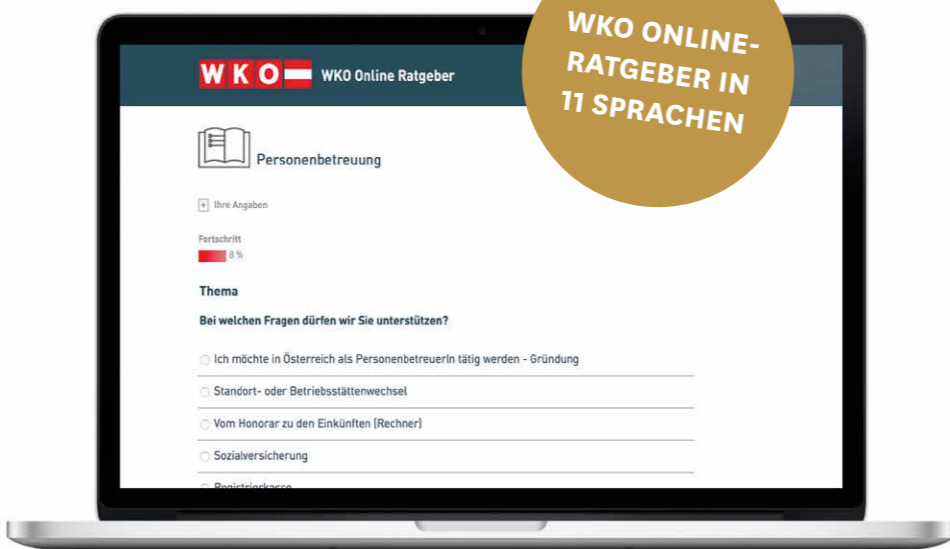 WKO ONLINE-
RATGEBER IN
11 SPRACHEN
WKO WKO Online Ratgeber
Personenbetreuung
+ Ihre Angaben
Fortschritt
8 %
Thema
Bei welchen Fragen dürfen wir Sie unterstützen?
Ich möchte in Österreich als PersonenbetreuerIn tätig werden - Gründung
Standort- oder Betriebsstättenwechsel
Vom Honorar zu den Einkünften (Rechner)
Sozialversicherung
Registrierkasse